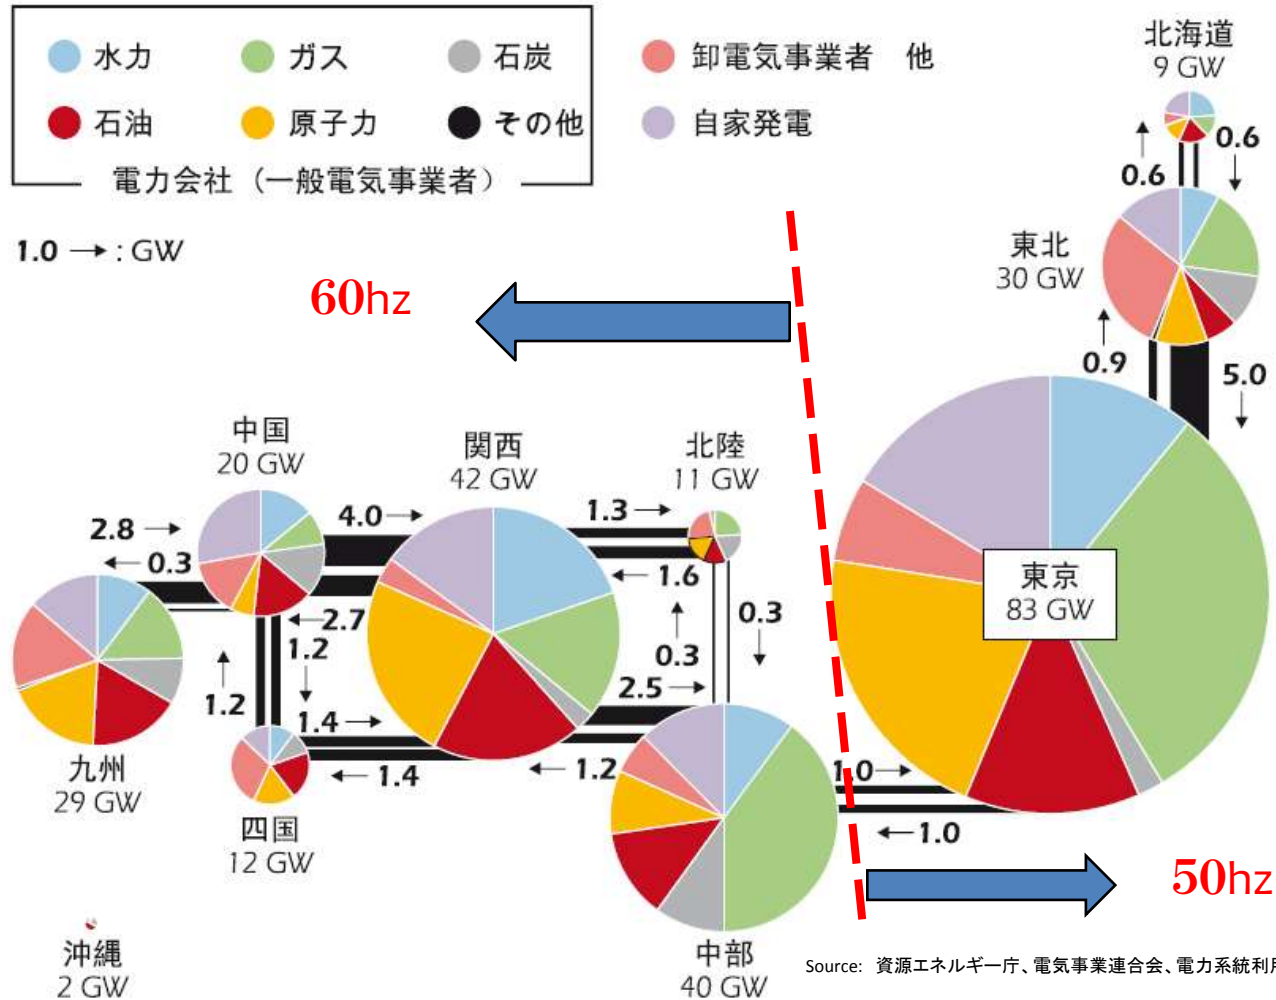 水力
ガス
石炭
卸電気事業者 他
石油
原子力
その他
自家発電
電力会社（一般電気事業者）
1.0 → : GW
60hz
北海道
9 GW
0.6
0.6
東北
30 GW
0.9
5.0
中国
20 GW
関西
42 GW
北陸
11 GW
2.8 →
← 0.3
4.0 →
1.3 →
← 1.6
東京
83 GW
← 2.7
1.2
1.2
0.3
0.3
2.5 →
1.4 →
← 1.4
← 1.2
1.0 →
← 1.0
九州
29 GW
四国
12 GW
50hz
沖縄
2 GW
中部
40 GW
Source: 資源エネルギー庁、電気事業連合会、電力系統利用